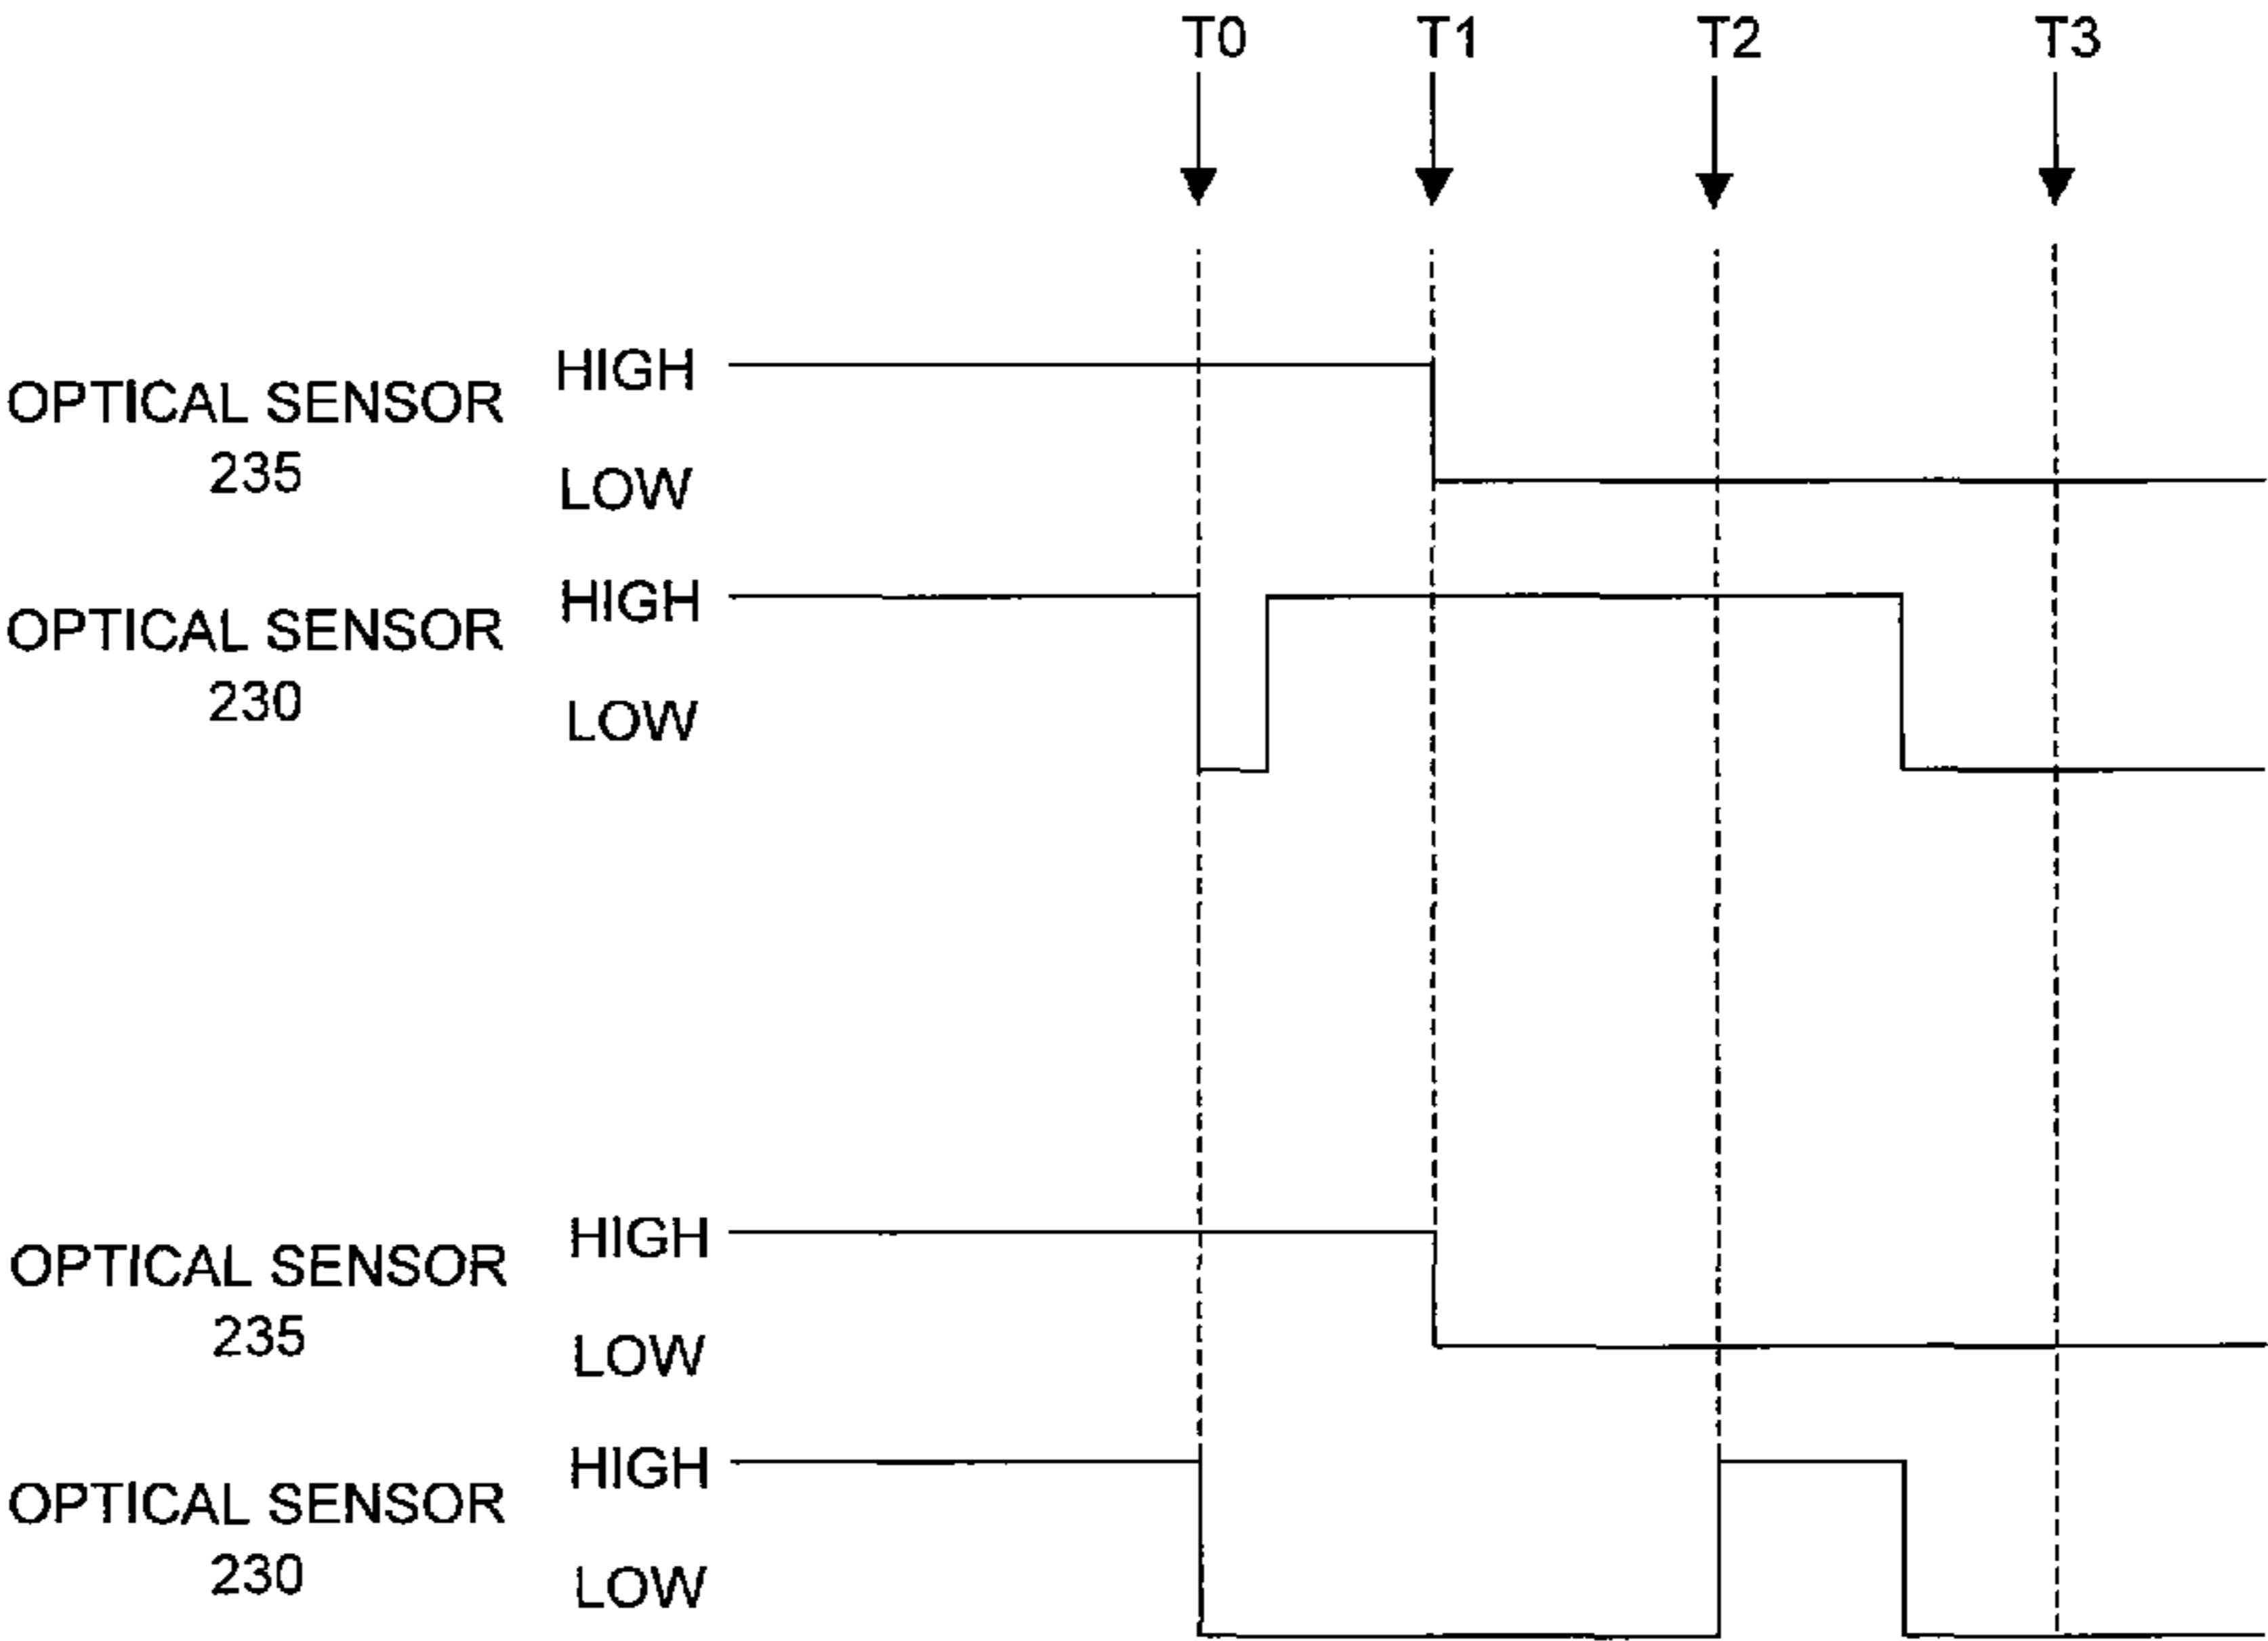 T0 T1 T2 T3
HIGH
OPTICAL SENSOR
235
LOW
HIGH
OPTICAL SENSOR
230
LOW
HIGH
OPTICAL SENSOR
235
LOW
HIGH
OPTICAL SENSOR
230
LOW